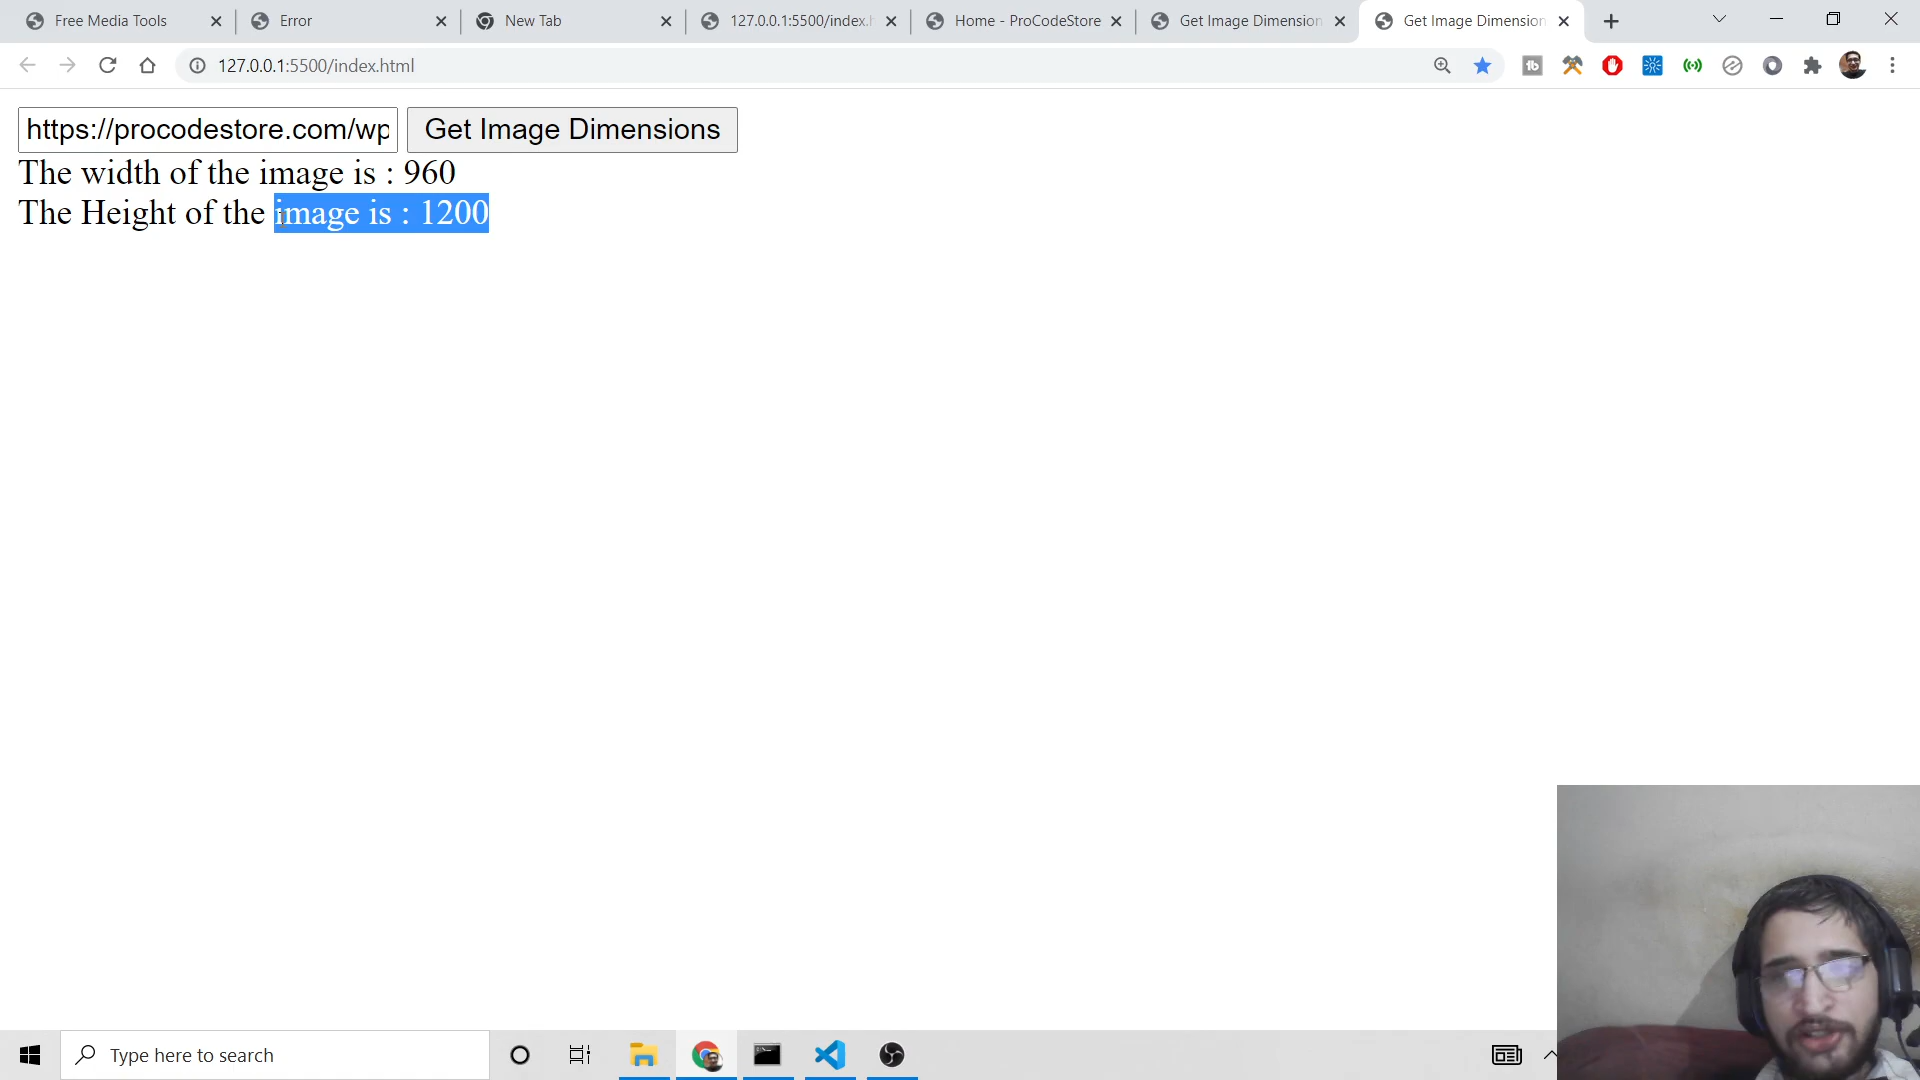 Free Media Tools
Error
New Tab
127.0.0.1:5500/index.h
Home - ProCodeStore
Get Image Dimension
Get Image Dimension
127.0.0.1:5500/index.html
https://procodestore.com/wp
Get Image Dimensions
The width of the image is : 960
The Height of the image is : 1200
Type here to search